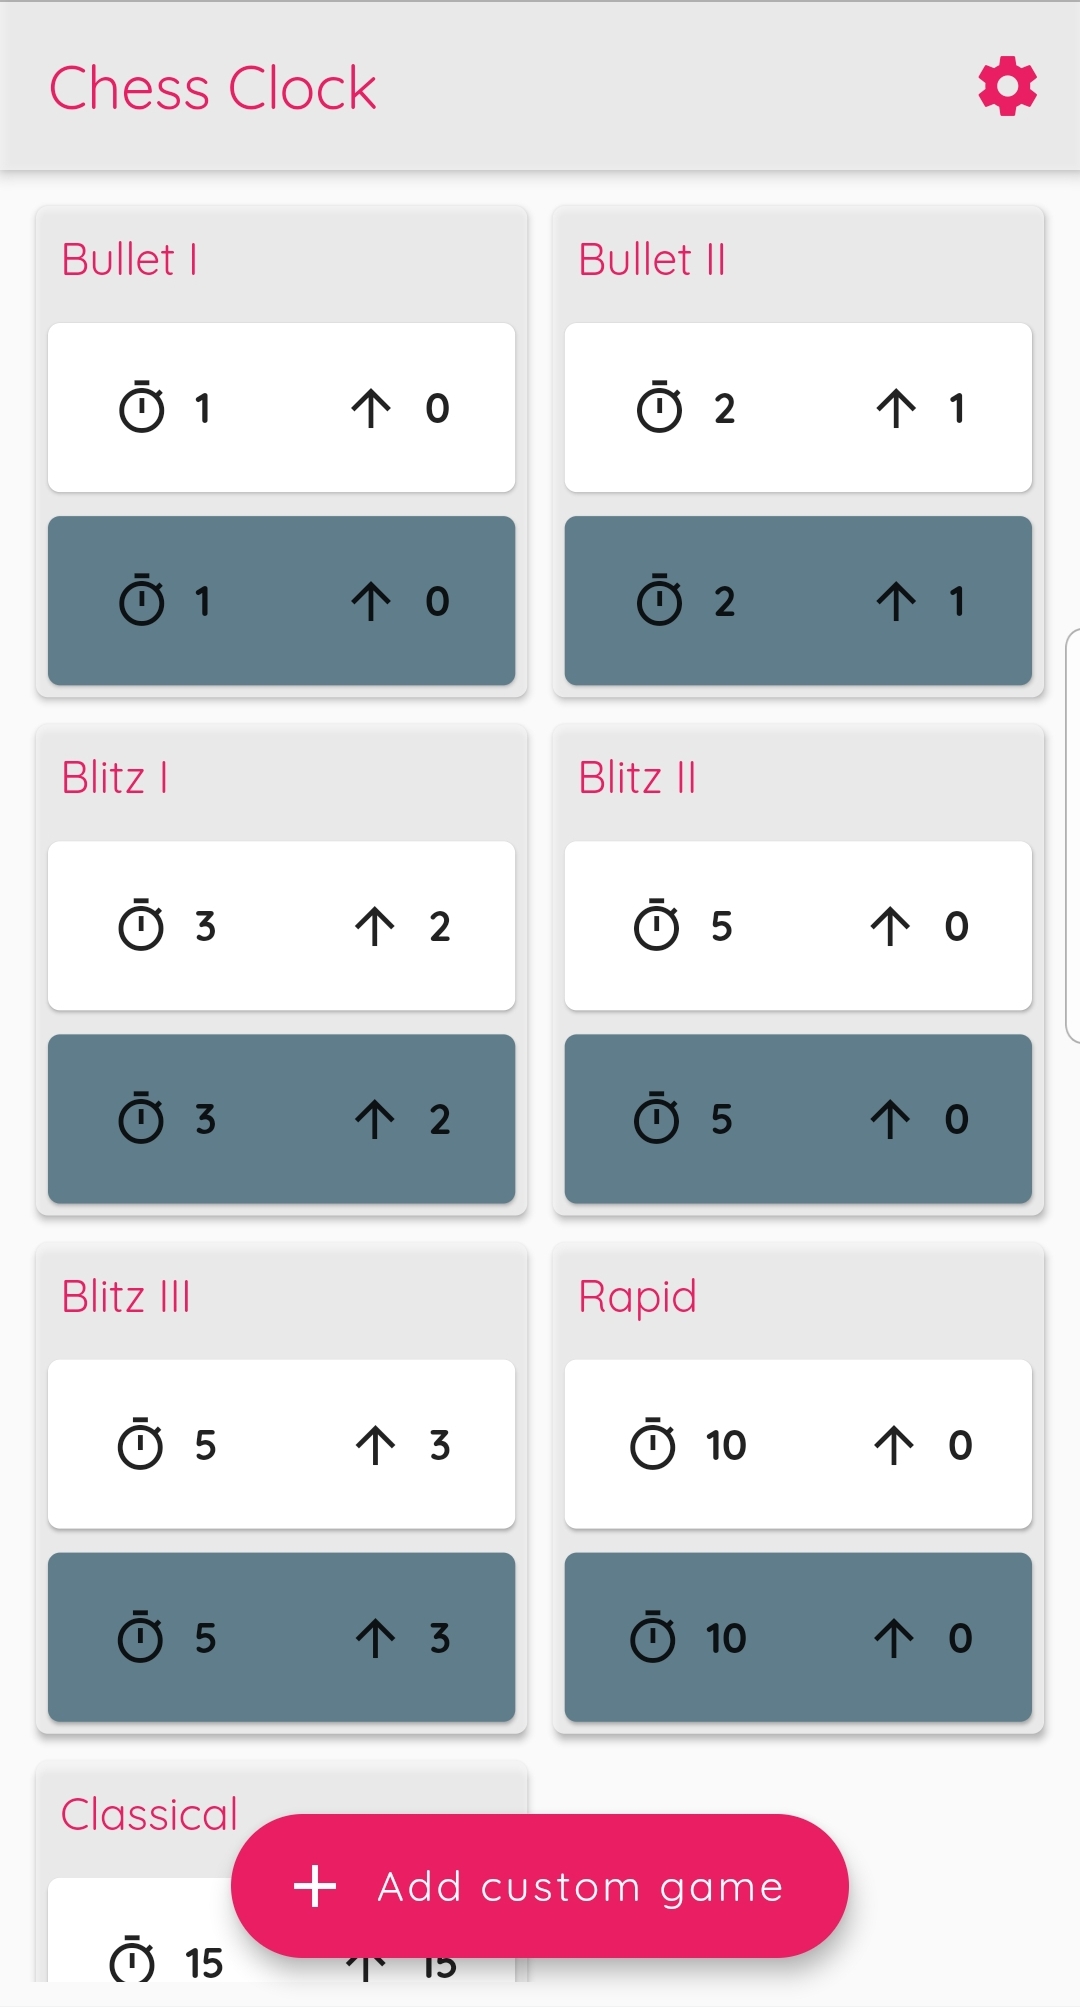 Chess Clock
Bullet I
1 0
1 0
Bullet II
2 1
2 1
Blitz I
3 2
3 2
Blitz II
5 0
5 0
Blitz III
5 3
5 3
Rapid
10 0
10 0
Classical
15 15
Add custom game